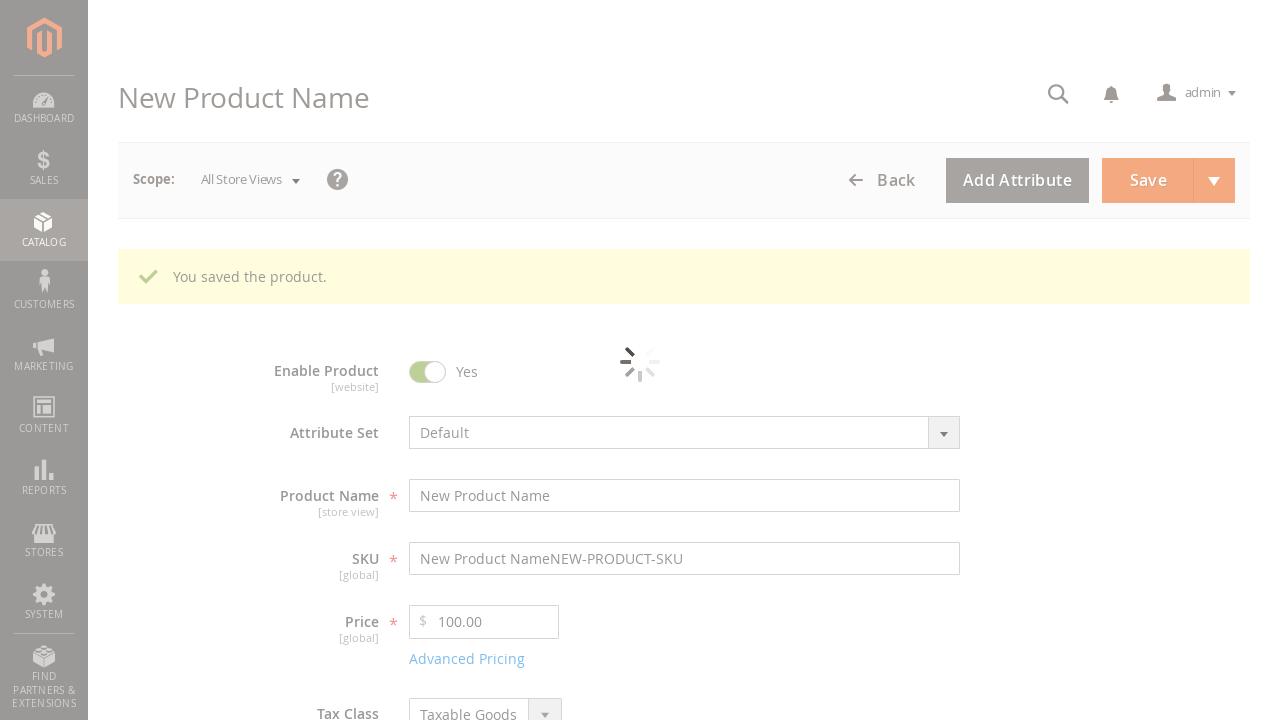 New Product Name
admin
Scope:
All Store Views
?
Back
Add Attribute
Save
You saved the product.
DASHBOARD
SALES
CATALOG
CUSTOMERS
MARKETING
CONTENT
REPORTS
STORES
SYSTEM
FIND
PARTNERS &
EXTENSIONS
Enable Product
[website]
Yes
Attribute Set
Default
Product Name *
[store view]
New Product Name
SKU *
[global]
New Product NameNEW-PRODUCT-SKU
Price *
[global]
$ 100.00
Advanced Pricing
Tax Class
Taxable Goods